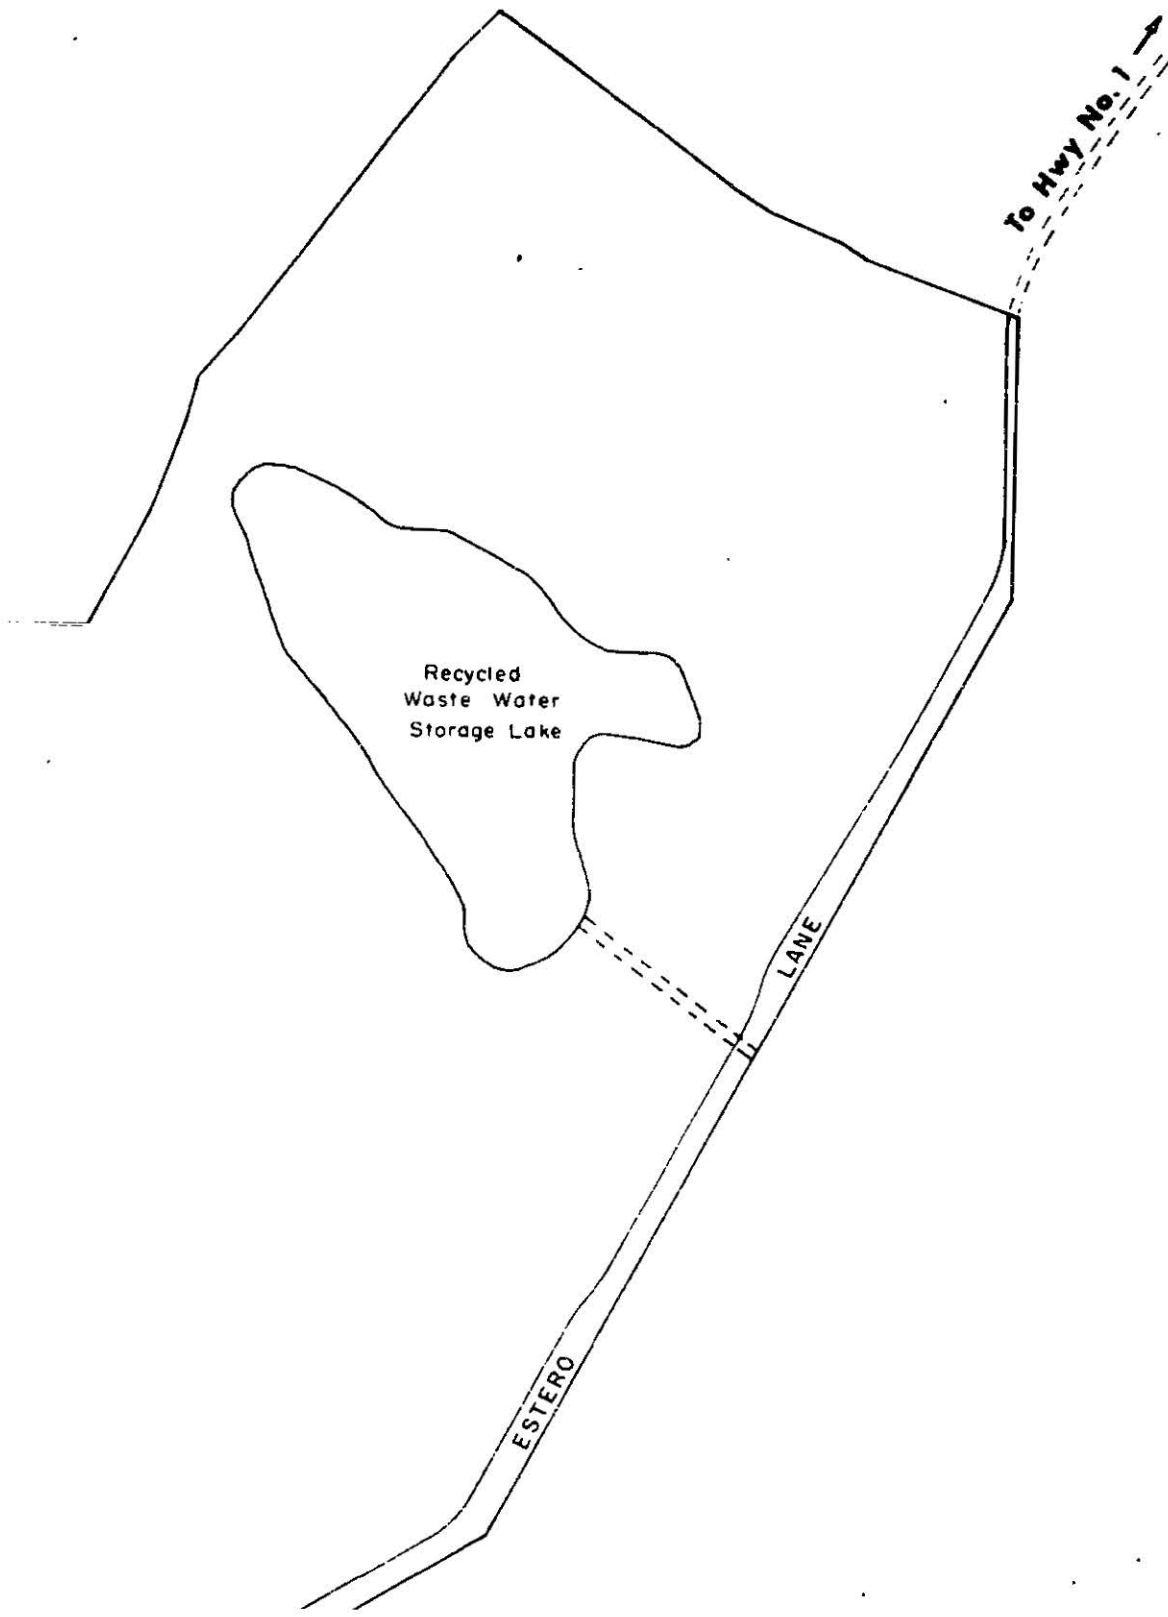 To Hwy No. 1
Recycled
Waste Water
Storage Lake
LANE
ESTERO